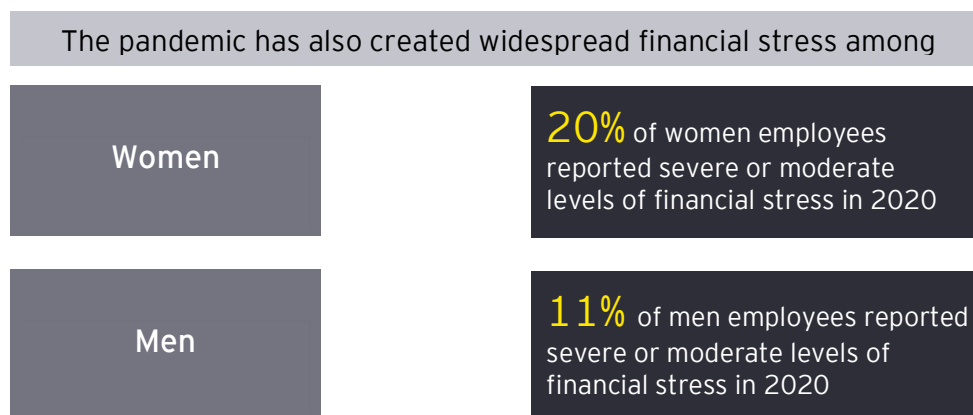 The pandemic has also created widespread financial stress among
Women
20% of women employees
reported severe or moderate
levels of financial stress in 2020
Men
11% of men employees reported
severe or moderate levels of
financial stress in 2020